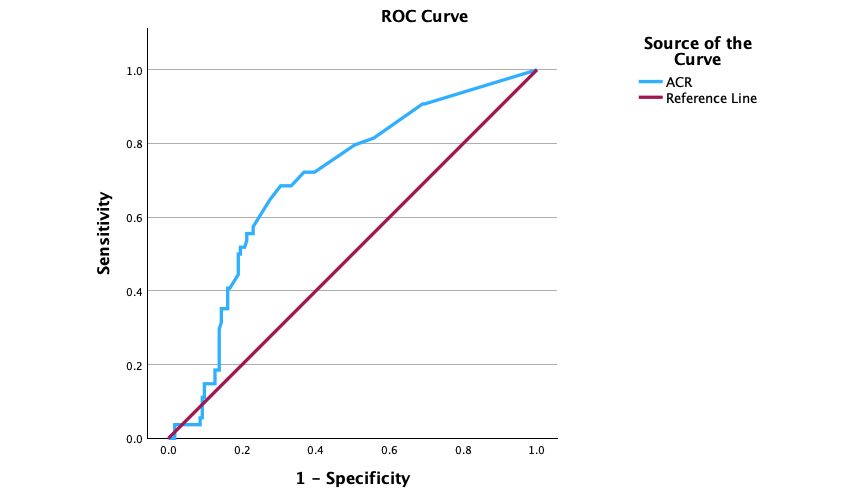 ROC Curve
Source of the
Curve
ACR
Reference Line
Sensitivity
1.0
0.8
0.6
0.4
0.2
0.0
0.0 0.2 0.4 0.6 0.8 1.0
1 - Specificity